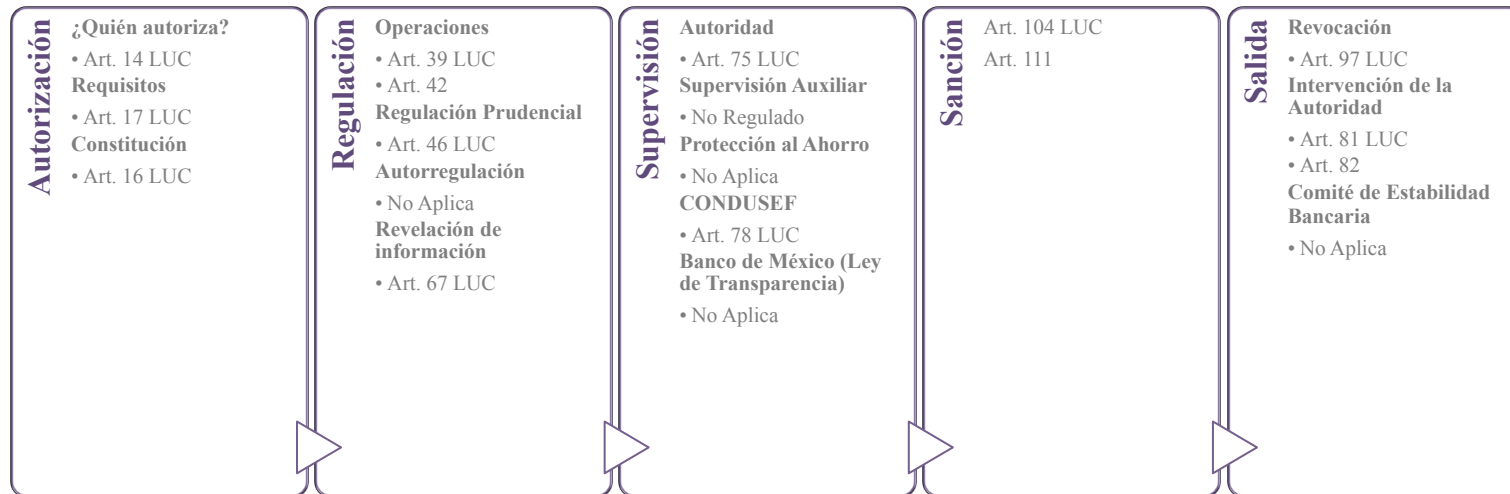 Autorización
¿Quién autoriza?
• Art. 14 LUC
Requisitos
• Art. 17 LUC
Constitución
• Art. 16 LUC
Regulación
Operaciones
• Art. 39 LUC
• Art. 42
Regulación Prudencial
• Art. 46 LUC
Autorregulación
• No Aplica
Revelación de
información
• Art. 67 LUC
Supervisión
Autoridad
• Art. 75 LUC
Supervisión Auxiliar
• No Regulado
Protección al Ahorro
• No Aplica
CONDUSEF
• Art. 78 LUC
Banco de México (Ley
de Transparencia)
• No Aplica
Sanción
Art. 104 LUC
Art. 111
Salida
Revocación
• Art. 97 LUC
Intervención de la
Autoridad
• Art. 81 LUC
• Art. 82
Comité de Estabilidad
Bancaria
• No Aplica